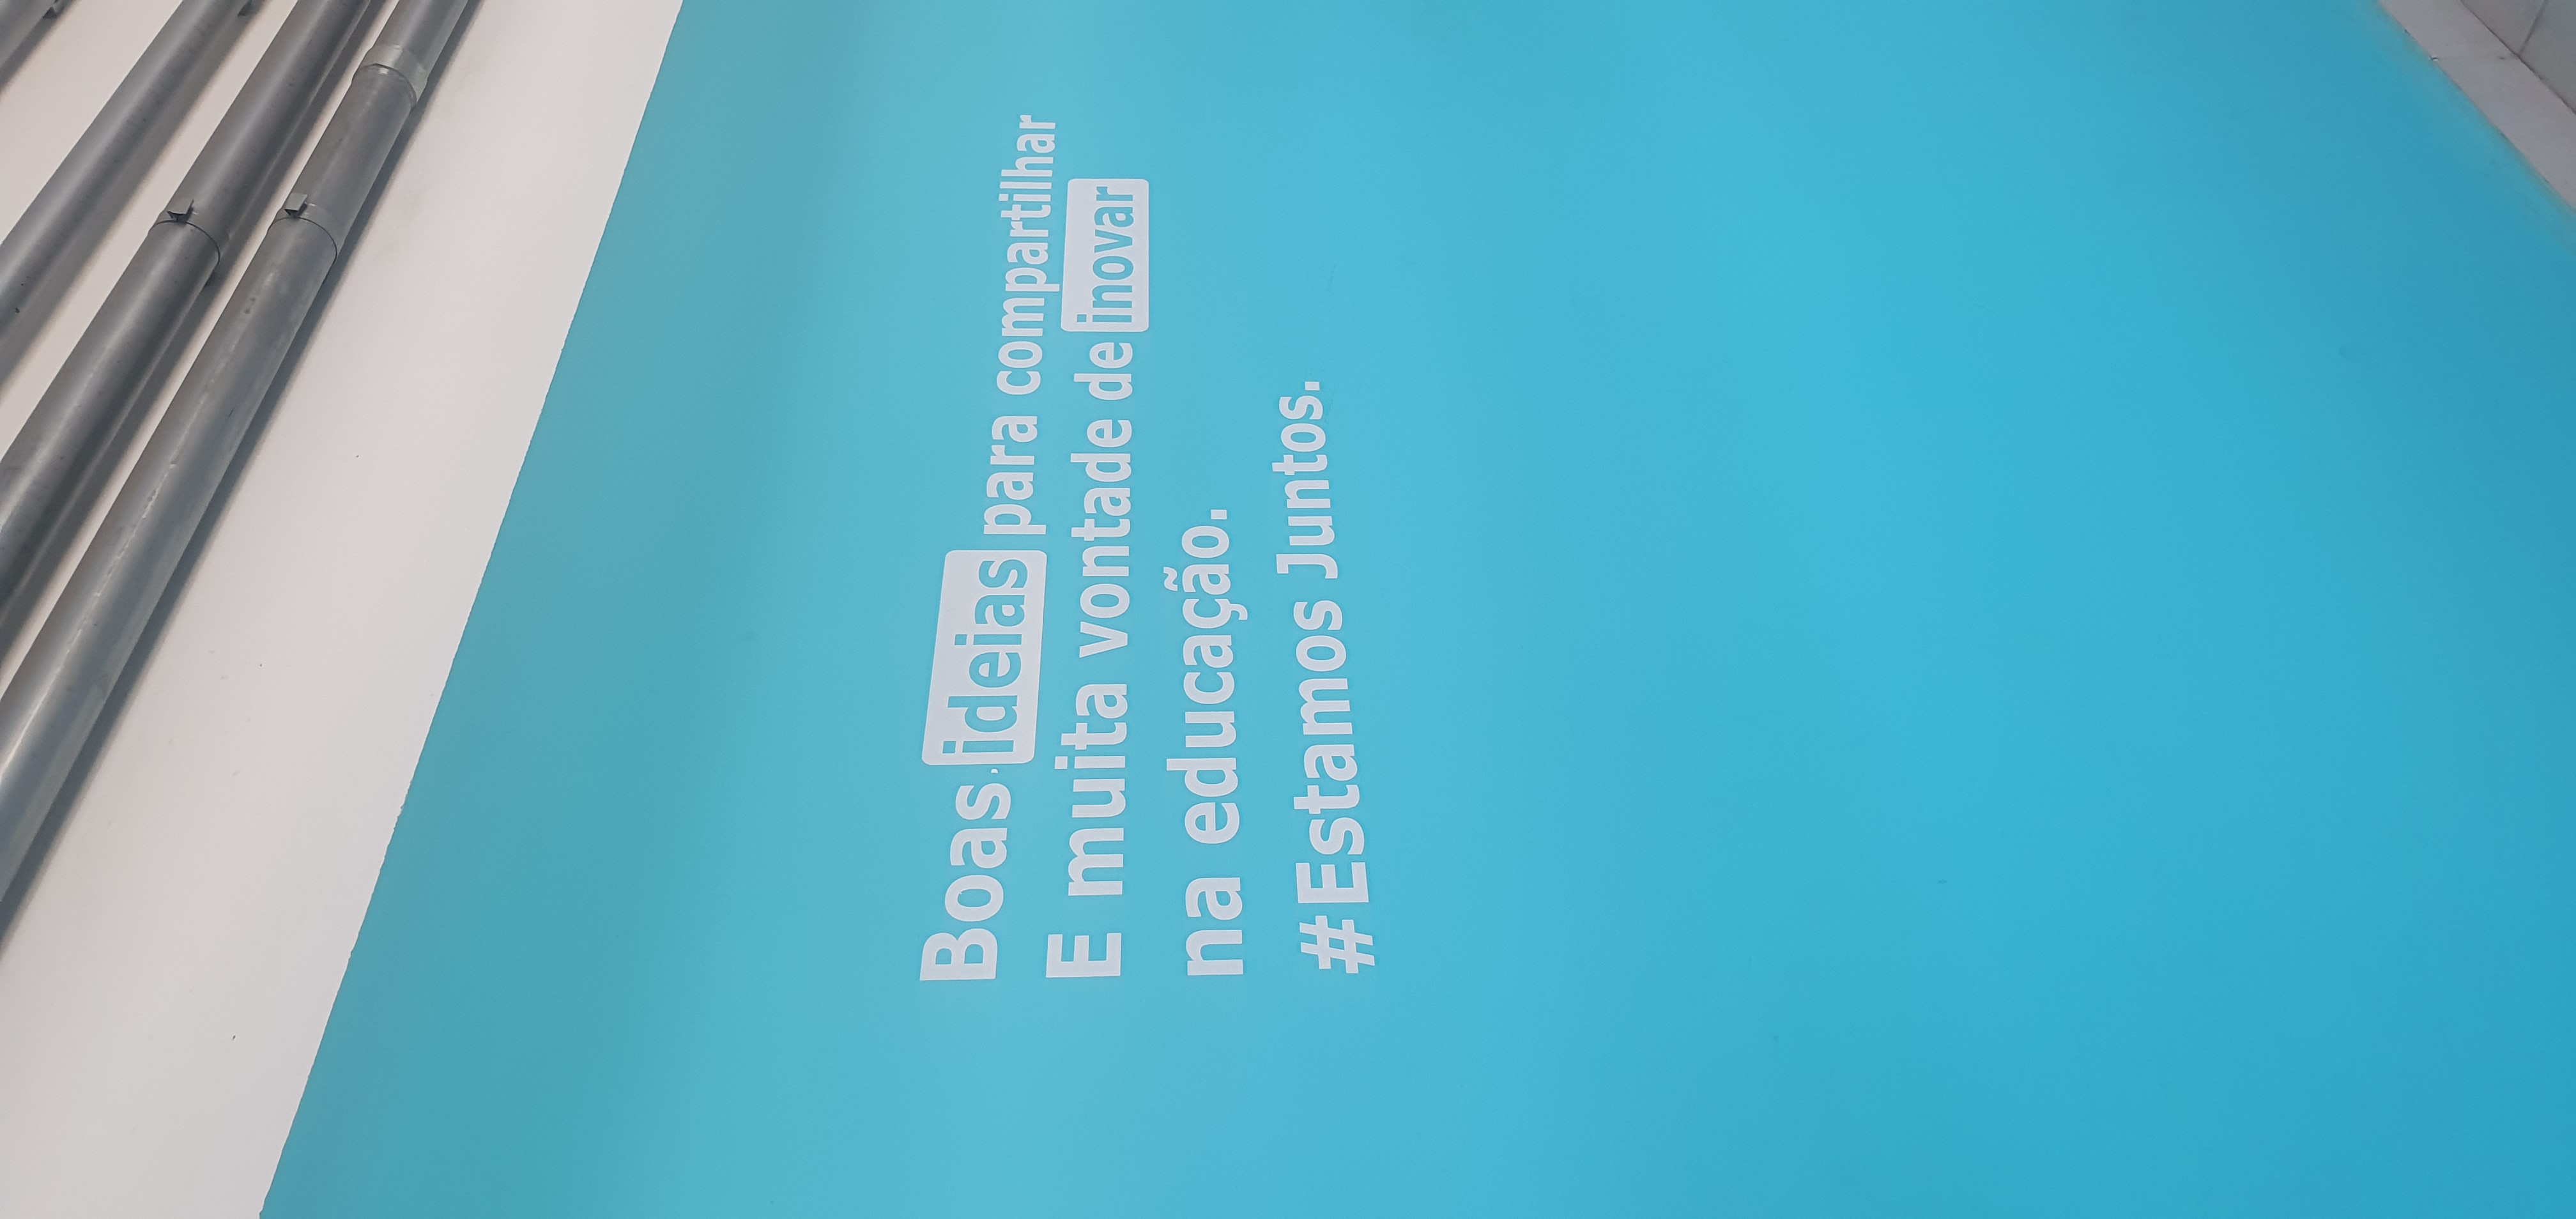 Boas ideias para compartilhar
E muita vontade de inovar
na educação.
#Estamos Juntos.